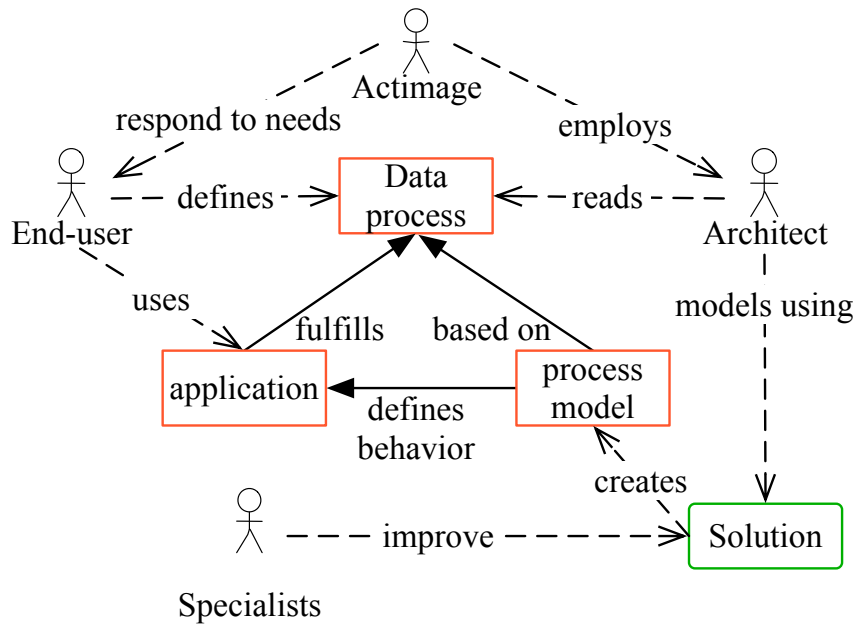 Actimage
respond to needs
employs
Data
process
defines
reads
End-user
Architect
uses
fulfills
based on
models using
application
process
model
defines
behavior
creates
improve
Solution
Specialists